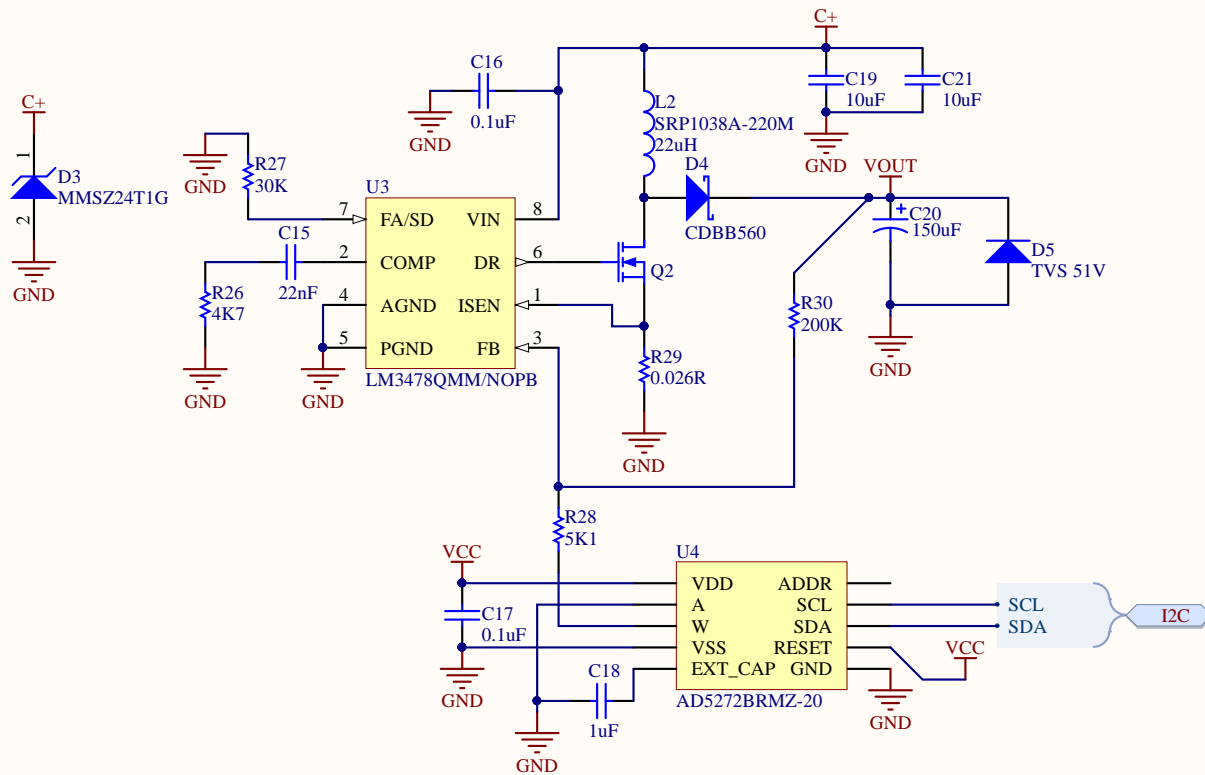 C+
1
D3
MMSZ24T1G
2
GND
GND
R27
30K
C15
22nF
R26
4K7
GND
C16
0.1uF
GND
U3
7
FA/SD
VIN
8
2
COMP
DR
6
4
AGND
ISEN
1
5
PGND
FB
3
LM3478QMM/NOPB
GND
C+
L2
SRP1038A-220M
22uH
C19
10uF
C21
10uF
GND
D4
CDBB560
VOUT
C20
150uF
D5
TVS 51V
GND
Q2
R29
0.026R
GND
R30
200K
R28
5K1
VCC
C17
0.1uF
GND
C18
1uF
GND
U4
VDD
ADDR
A
SCL
W
SDA
VSS
RESET
EXT_CAP
GND
AD5272BRMZ-20
GND
VCC
SCL
SDA
I2C